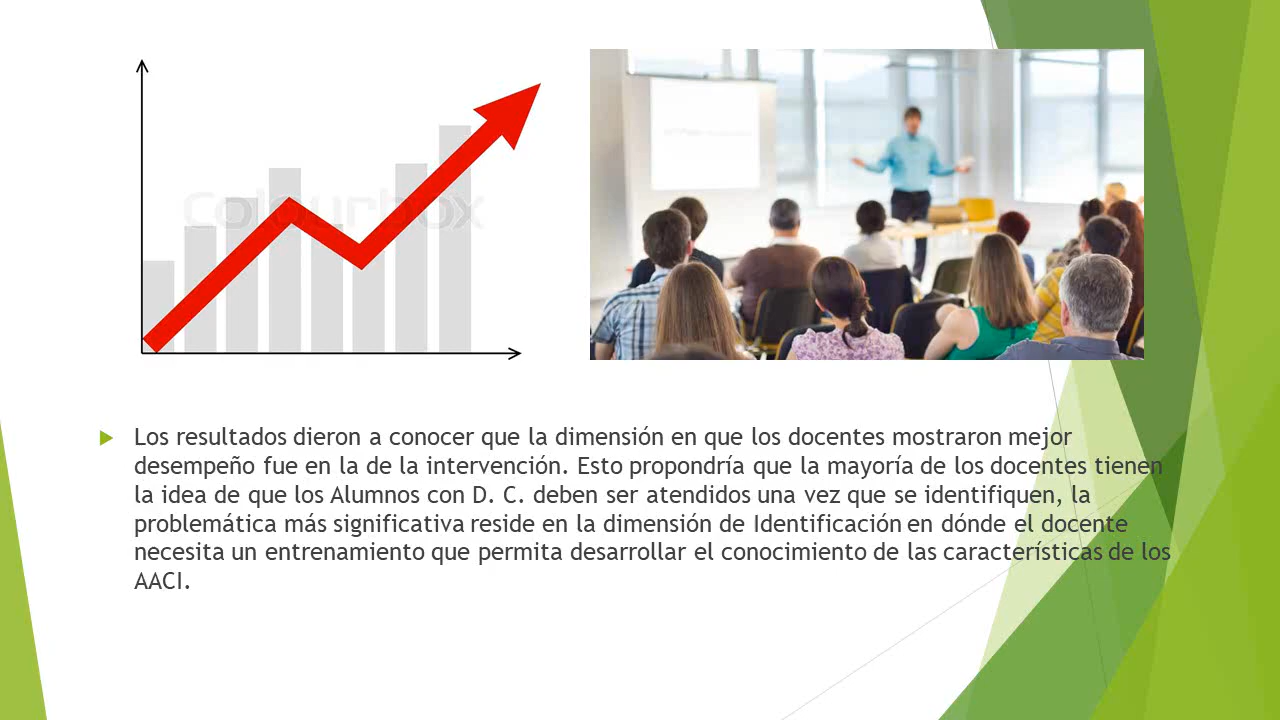 Colourbox
Los resultados dieron a conocer que la dimensión en que los docentes mostraron mejor
desempeño fue en la de la intervención. Esto propondría que la mayoría de los docentes tienen
la idea de que los Alumnos con D. C. deben ser atendidos una vez que se identifiquen, la
problemática más significativa reside en la dimensión de Identificación en dónde el docente
necesita un entrenamiento que permita desarrollar el conocimiento de las características de los
AACI.